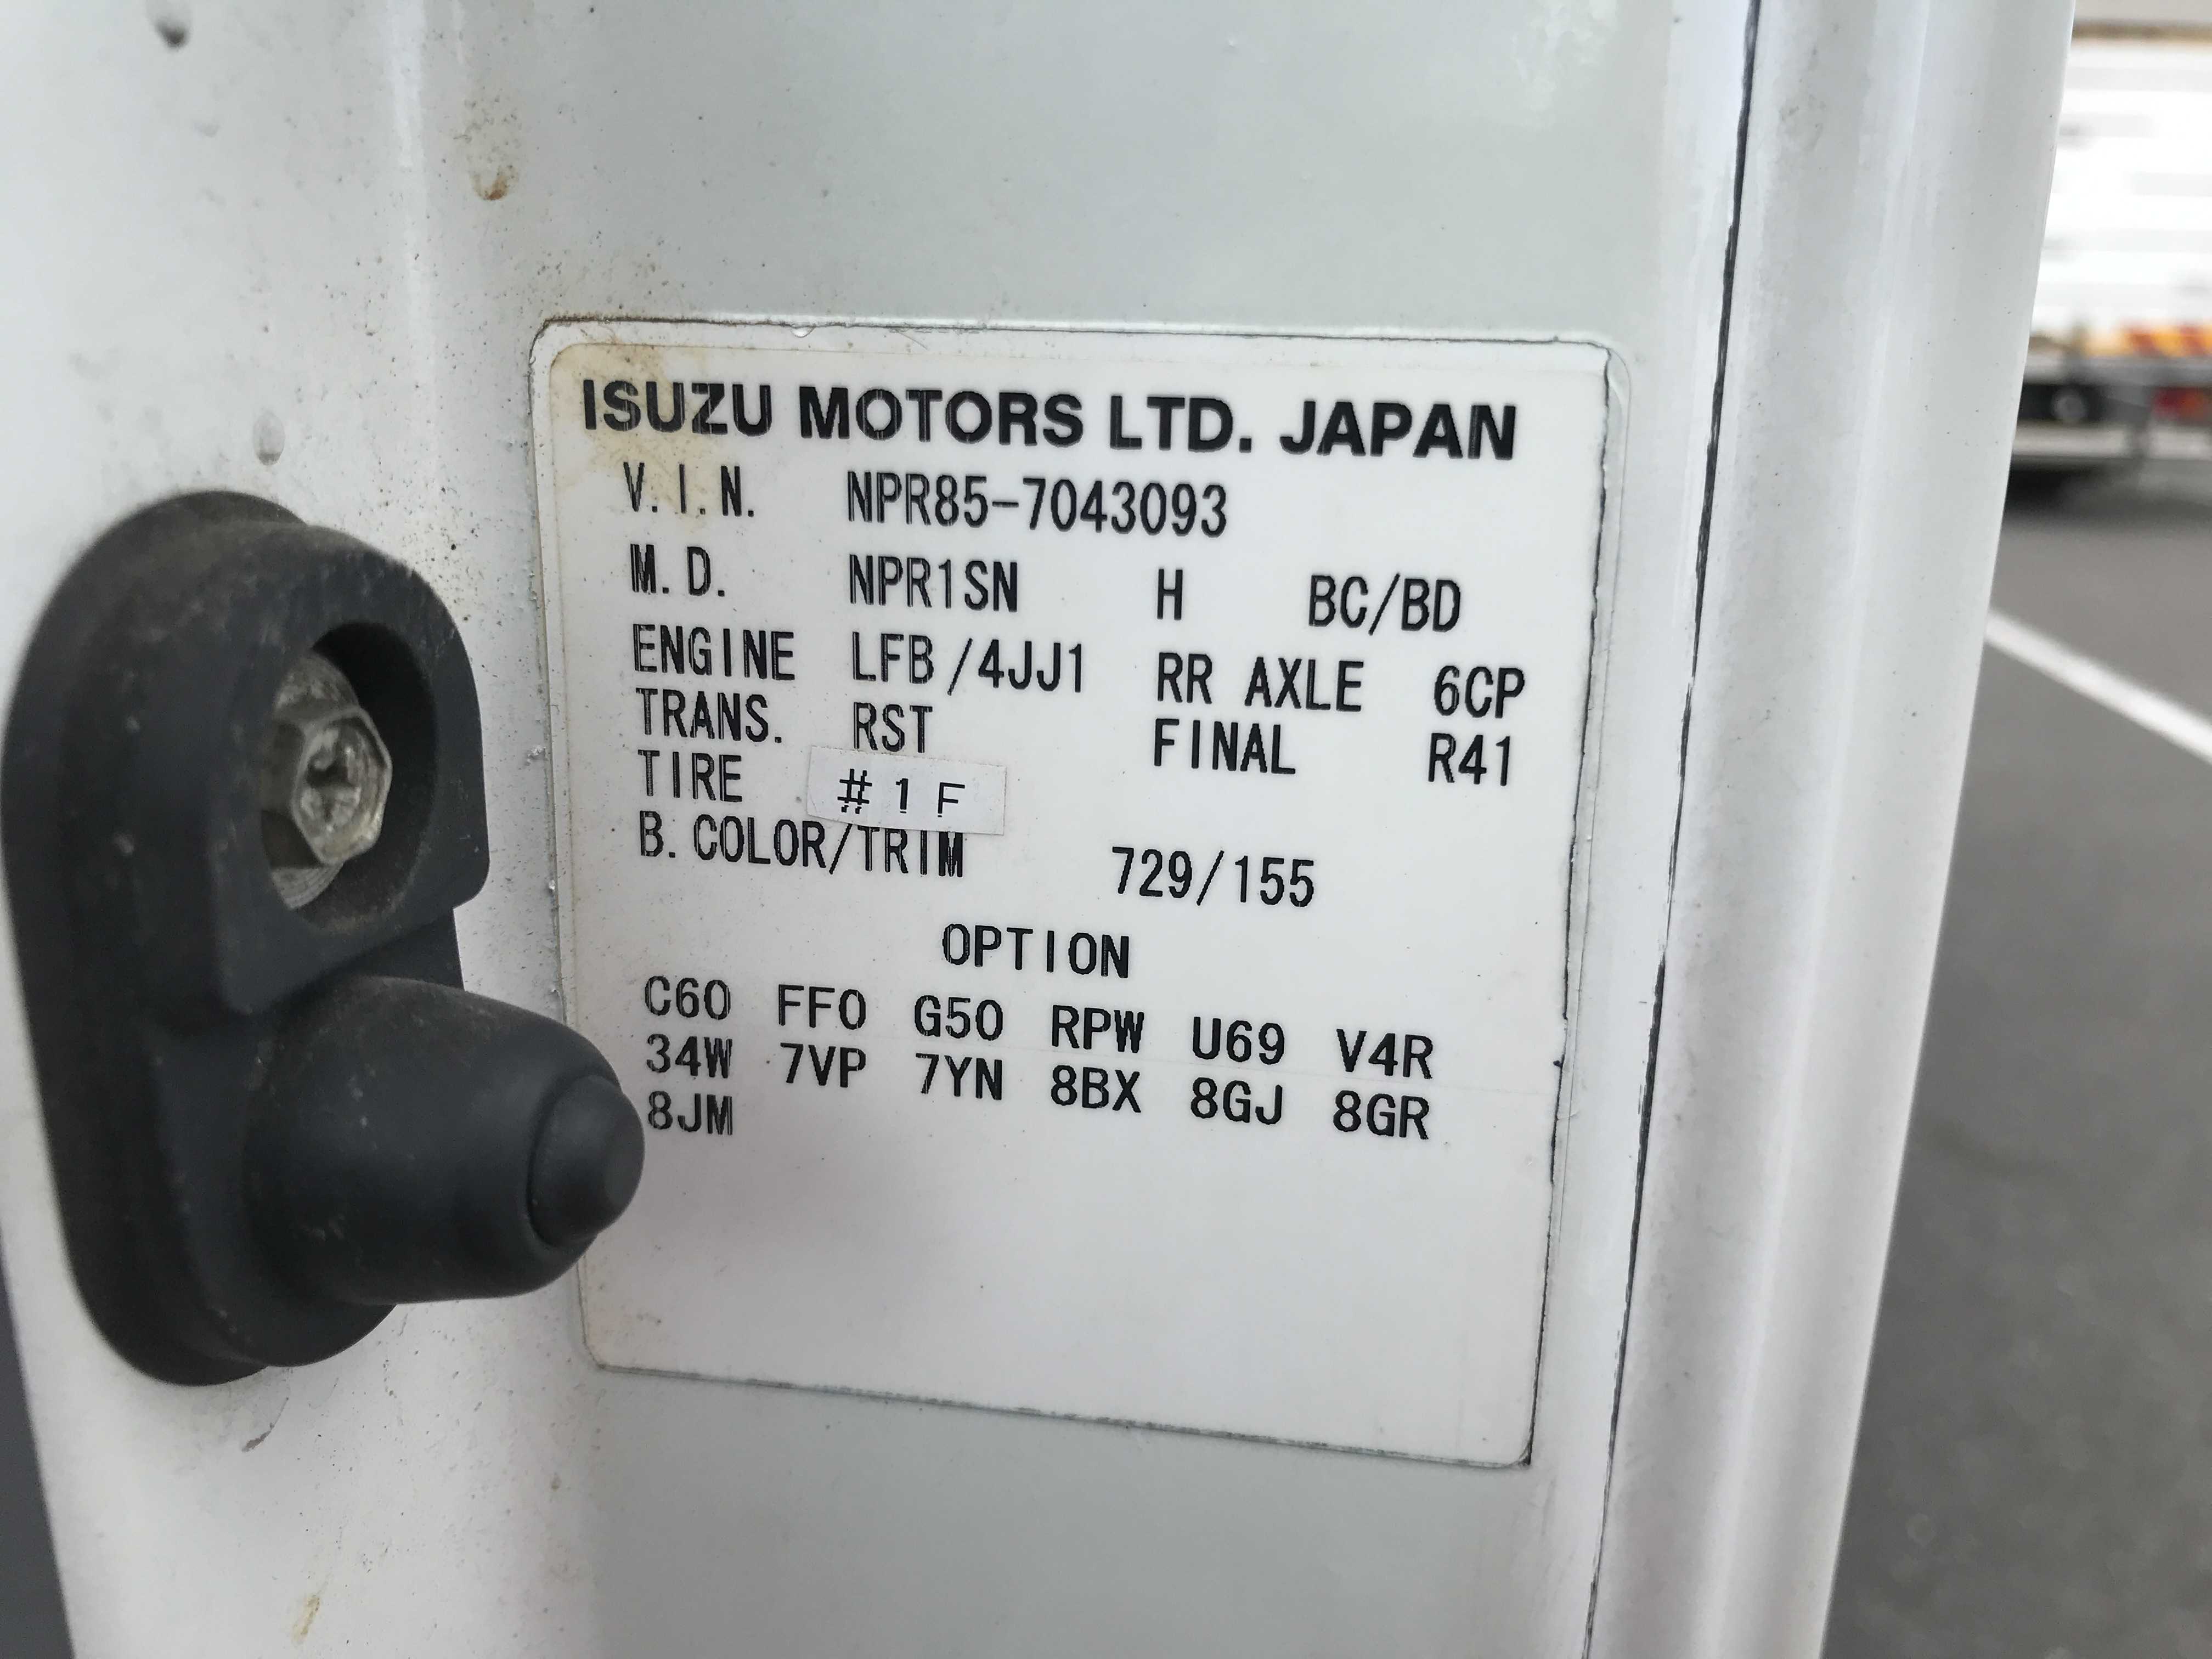 ISUZU MOTORS LTD. JAPAN
V.I.N. NPR85-7043093
M.D. NPR1SN H BC/BD
ENGINE LFB/4JJ1 RR AXLE 6CP
TRANS. RST FINAL R41
TIRE #1F
B.COLOR/TRIM 729/155
OPTION
C60 FF0 G50 RPW U69 V4R
34W 7VP 7YN 8BX 8GJ 8GR
8JM